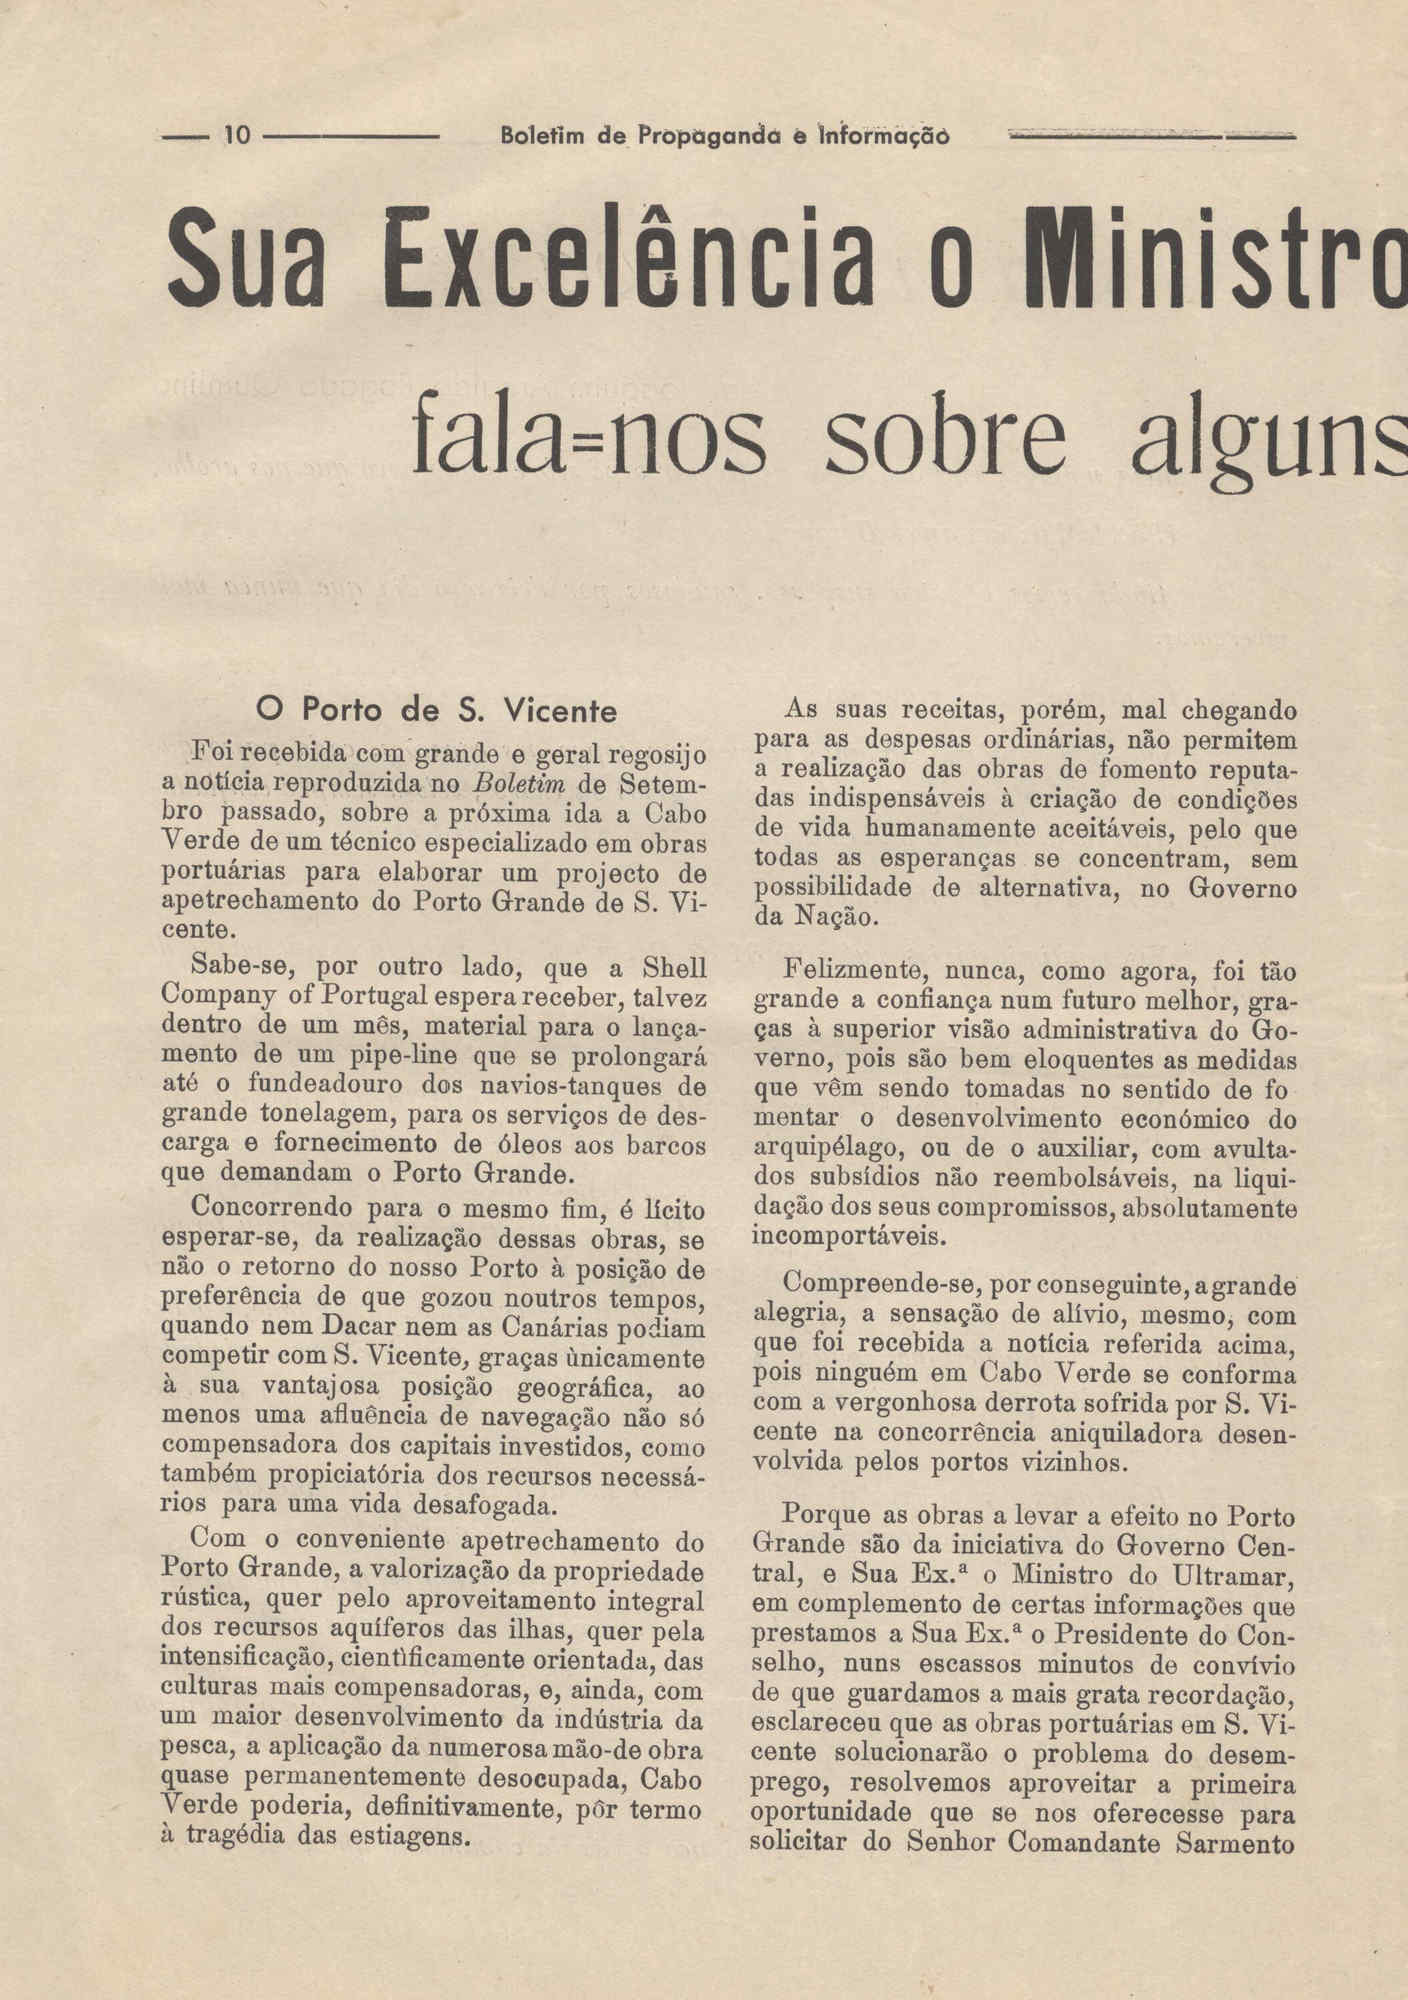 10
Boletim de Propaganda e Informação
Sua Excelência o Ministro
fala=nos sobre alguns
O Porto de S. Vicente
Foi recebida com grande e geral regosijo
a notícia reproduzida no Boletim de Setem-
bro passado, sobre a próxima ida a Cabo
Verde de um técnico especializado em obras
portuárias para elaborar um projecto de
apetrechamento do Porto Grande de S. Vi-
cente.
Sabe-se, por outro lado, que a Shell
Company of Portugal espera receber, talvez
dentro de um mês, material para o lança-
mento de um pipe-line que se prolongará
até o fundeadouro dos navios-tanques de
grande tonelagem, para os serviços de des-
carga e fornecimento de óleos aos barcos
que demandam o Porto Grande.
Concorrendo para o mesmo fim, é lícito
esperar-se, da realização dessas obras, se
não o retorno do nosso Porto à posição de
preferência de que gozou noutros tempos,
quando nem Dacar nem as Canárias podiam
competir com S. Vicente, graças ùnicamente
à sua vantajosa posição geográfica, ao
menos uma afluência de navegação não só
compensadora dos capitais investidos, como
também propiciatória dos recursos necessá-
rios para uma vida desafogada.
Com o conveniente apetrechamento do
Porto Grande, a valorização da propriedade
rústica, quer pelo aproveitamento integral
dos recursos aquíferos das ilhas, quer pela
intensificação, cientìficamente orientada, das
culturas mais compensadoras, e, ainda, com
um maior desenvolvimento da indústria da
pesca, a aplicação da numerosa mão-de obra
quase permanentemente desocupada, Cabo
Verde poderia, definitivamente, pôr termo
à tragédia das estiagens.
As suas receitas, porém, mal chegando
para as despesas ordinárias, não permitem
a realização das obras de fomento reputa-
das indispensáveis à criação de condições
de vida humanamente aceitáveis, pelo que
todas as esperanças se concentram, sem
possibilidade de alternativa, no Governo
da Nação.
Felizmente, nunca, como agora, foi tão
grande a confiança num futuro melhor, gra-
ças à superior visão administrativa do Go-
verno, pois são bem eloquentes as medidas
que vêm sendo tomadas no sentido de fo
mentar o desenvolvimento económico do
arquipélago, ou de o auxiliar, com avulta-
dos subsídios não reembolsáveis, na liqui-
dação dos seus compromissos, absolutamente
incomportáveis.
Compreende-se, por conseguinte, a grande
alegria, a sensação de alívio, mesmo, com
que foi recebida a notícia referida acima,
pois ninguém em Cabo Verde se conforma
com a vergonhosa derrota sofrida por S. Vi-
cente na concorrência aniquiladora desen-
volvida pelos portos vizinhos.
Porque as obras a levar a efeito no Porto
Grande são da iniciativa do Governo Cen-
tral, e Sua Ex.ª o Ministro do Ultramar,
em complemento de certas informações que
prestamos a Sua Ex.ª o Presidente do Con-
selho, nuns escassos minutos de convívio
de que guardamos a mais grata recordação,
esclareceu que as obras portuárias em S. Vi-
cente solucionarão o problema do desem-
prego, resolvemos aproveitar a primeira
oportunidade que se nos oferecesse para
solicitar do Senhor Comandante Sarmento